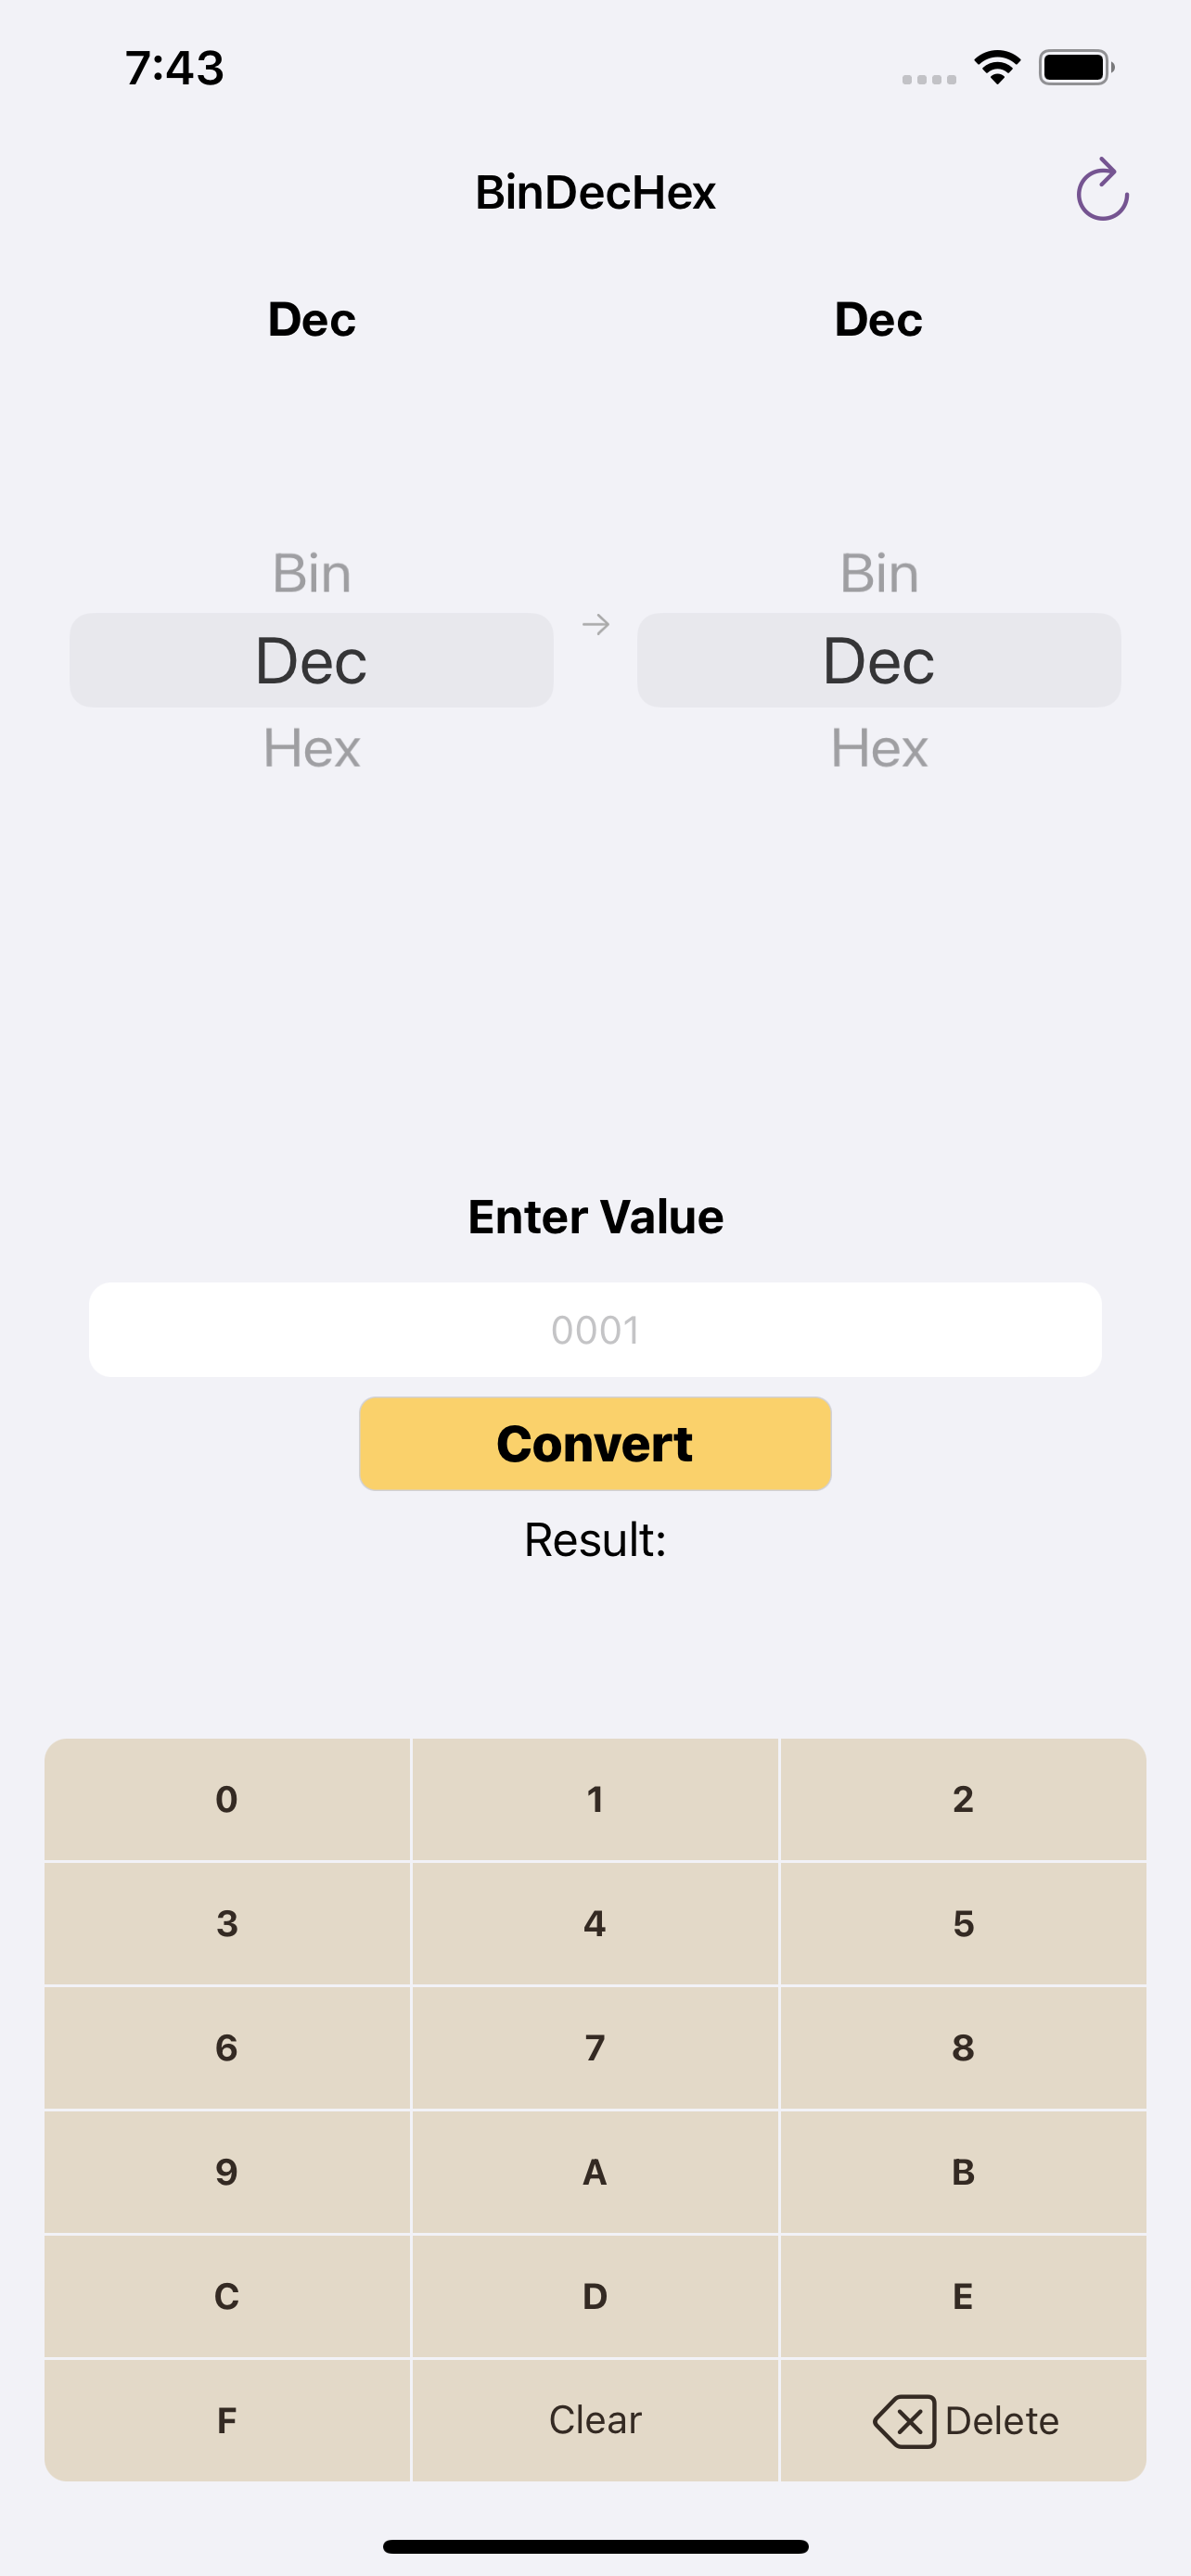 7:43
BinDecHex
Dec Dec
Bin Bin
Dec → Dec
Hex Hex
Enter Value
0001
Convert
Result:
0 1 2
3 4 5
6 7 8
9 A B
C D E
F Clear Delete